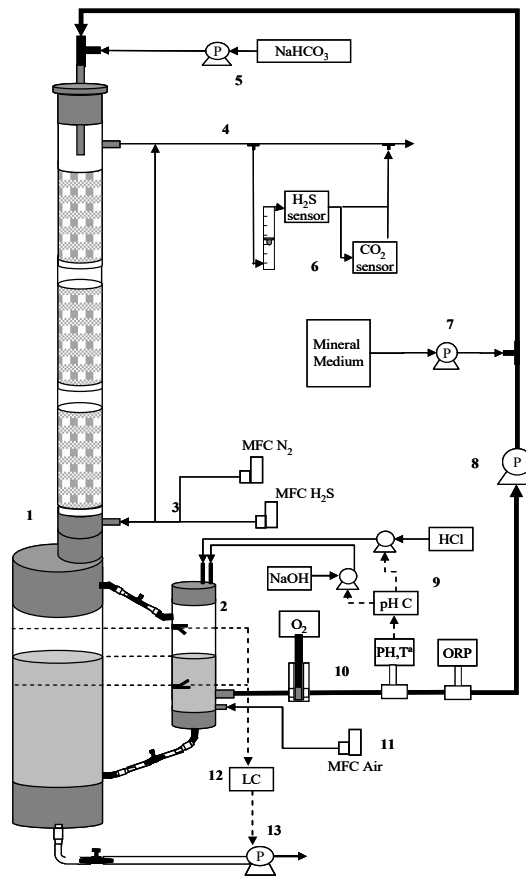 P
NaHCO3
5
4
H2S
sensor
6
CO2
sensor
7
Mineral
Medium
P
MFC N2
8
P
3
MFC H2S
1
HCl
9
NaOH
2
pH C
O2
PH,Tª
ORP
10
11
MFC Air
12
LC
13
P